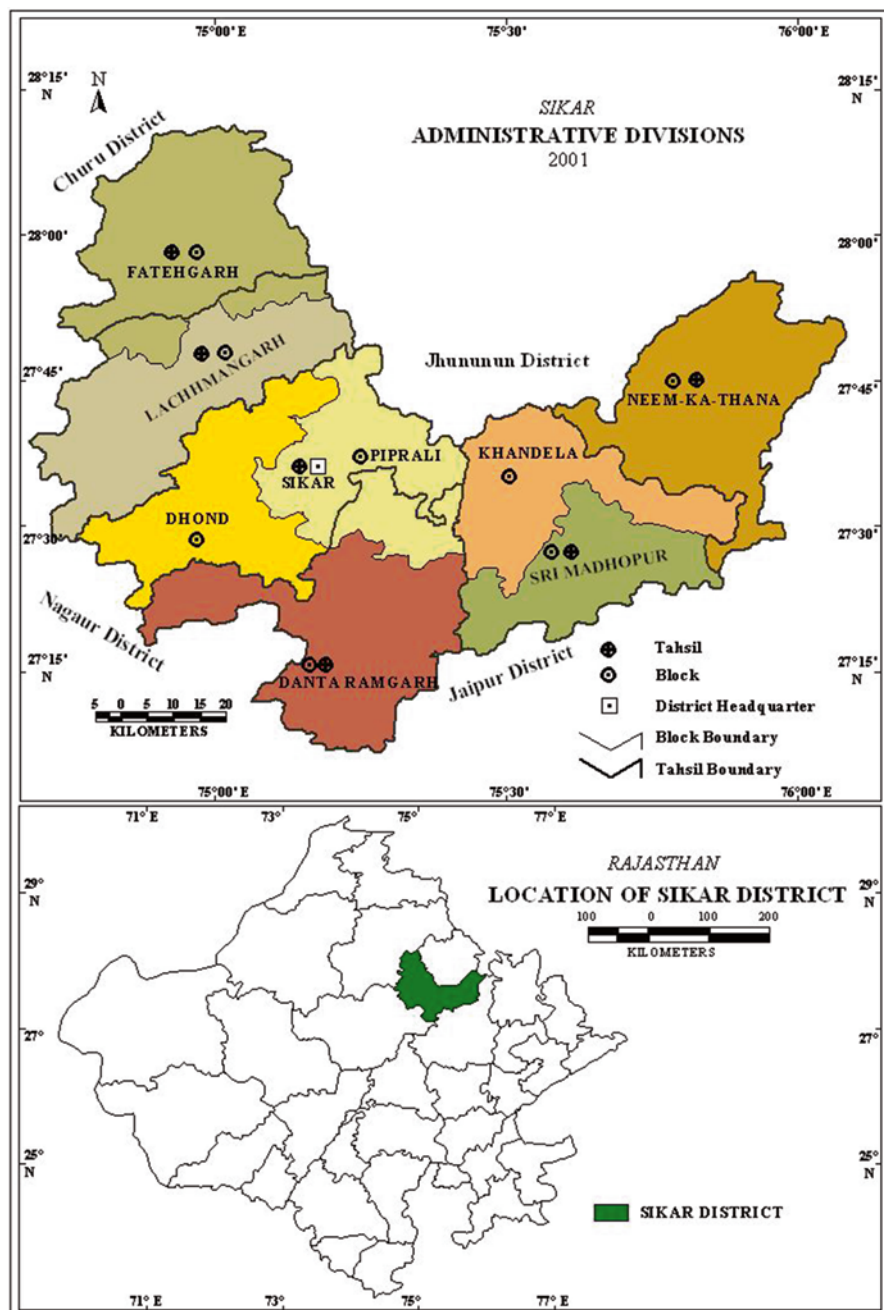 75°00' E 75°30' E 76°00' E
28°15' N 28°15' N
N
SIKAR
ADMINISTRATIVE DIVISIONS
2001
Churu District
28°00' N 28°00' N
FATEHGARH
Jhununun District
27°45' N 27°45' N
LACHHMANGARH
NEEM-KA-THANA
PIPRALI
KHANDELA
SIKAR
DHOND
27°30' N 27°30' N
SRI MADHOPUR
Nagaur District
Jaipur District
27°15' N 27°15' N
DANTA RAMGARH
Tahsil
Block
District Headquarter
Block Boundary
Tahsil Boundary
5 0 5 10 15 20
KILOMETERS
75°00' E 75°30' E 76°00' E
71° E 73° E 75° E 77° E
RAJASTHAN
29° N 29° N
LOCATION OF SIKAR DISTRICT
100 0 100 200
KILOMETERS
27° N 27° N
25° N 25° N
SIKAR DISTRICT
71° E 73° E 75° E 77° E